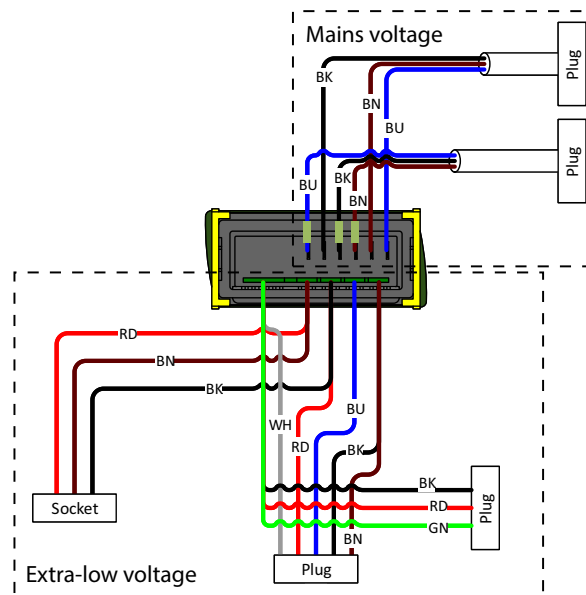 Mains voltage
Plug
BK
BN
BU
Plug
BU
BK
BN
RD
BN
BK
BU
WH
RD
BK
BK
RD
Plug
GN
BN
Socket
Plug
Extra-low voltage